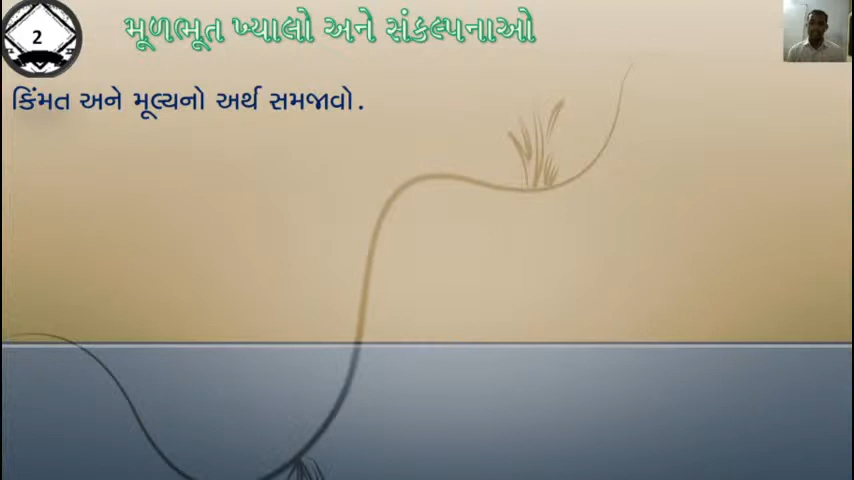 2
મૂળભૂત ખ્યાલો અને સંકલ્પનાઓ
કિંમત અને મૂલ્યનો અર્થ સમજાવો.